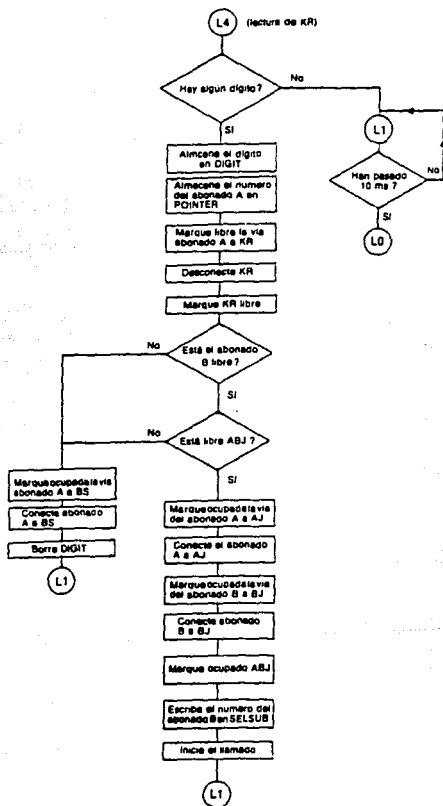 L4 (lectura de KR)
Hay algún dígito?
No
SI
L1
Almacene el dígito
en DIGIT
Han pasado
10 ms ?
No
SI
L0
Almacene el numero
del abonado A en
POINTER
Marque libre la via
abonado A a KR
Desconecte KR
Marque KR libre
Está el abonado
B libre ?
No
SI
Está libre ABJ ?
No
SI
Marque ocupada la via
abonado A a BS
Conecte abonado
A a BS
Borre DIGIT
L1
Marque ocupada la via
del abonado A a AJ
Conecte el abonado
A a AJ
Marque ocupada la via
del abonado B a BJ
Conecte abonado
B a BJ
Marque ocupado ABJ
Escriba el numero del
abonado B en SELSUB
Inicie el llamado
L1